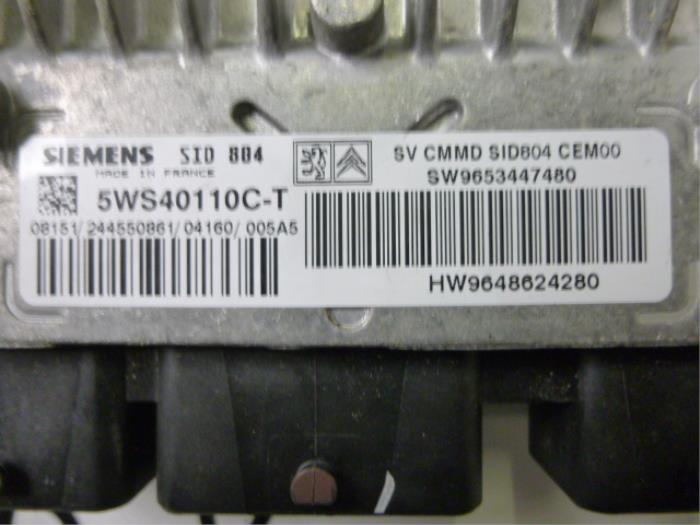 SIEMENS SID 804
MADE IN FRANCE
5WS40110C-T
08151/244550861/04160/005A5
SV CMMD SID804 CEM00
SW9653447480
HW9648624280